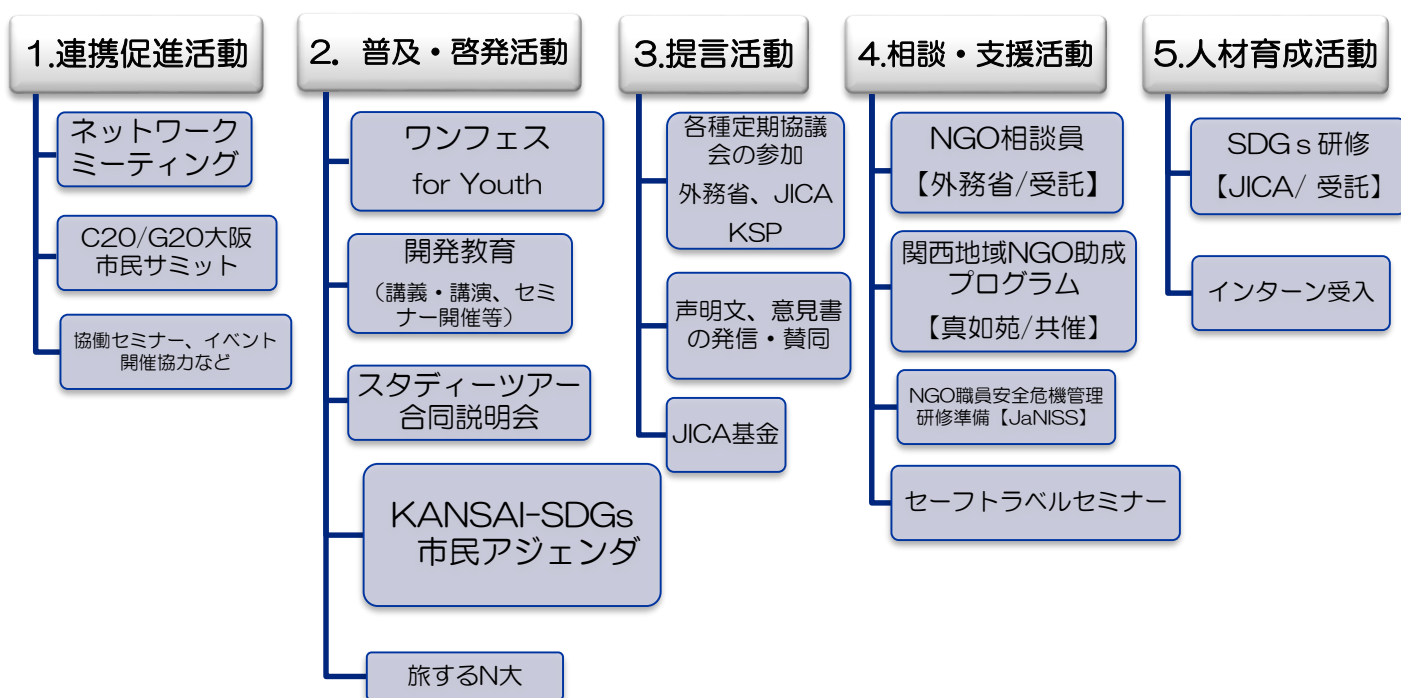 1.連携促進活動
ネットワーク
ミーティング
C20/G20大阪
市民サミット
協働セミナー、イベント
開催協力など
2. 普及・啓発活動
ワンフェス
for Youth
開発教育
（講義・講演、セミ
ナー開催等）
スタディーツアー
合同説明会
KANSAI-SDGs
市民アジェンダ
旅するN大
3.提言活動
各種定期協議
会の参加
外務省、JICA
KSP
声明文、意見書
の発信・賛同
JICA基金
4.相談・支援活動
NGO相談員
【外務省/受託】
関西地域NGO助成
プログラム
【真如苑/共催】
NGO職員安全危機管理
研修準備【JaNISS】
セーフトラベルセミナー
5.人材育成活動
SDGｓ研修
【JICA/ 受託】
インターン受入